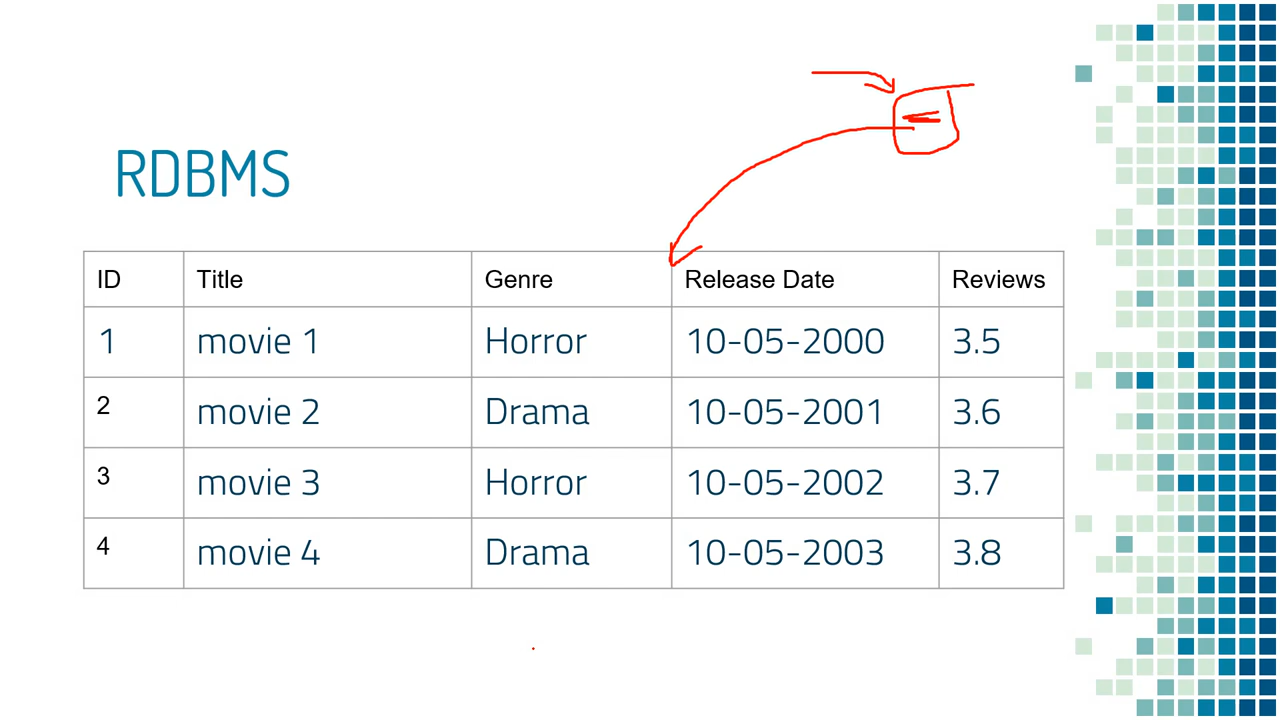 RDBMS
ID Title Genre Release Date Reviews
1 movie 1 Horror 10-05-2000 3.5
2 movie 2 Drama 10-05-2001 3.6
3 movie 3 Horror 10-05-2002 3.7
4 movie 4 Drama 10-05-2003 3.8